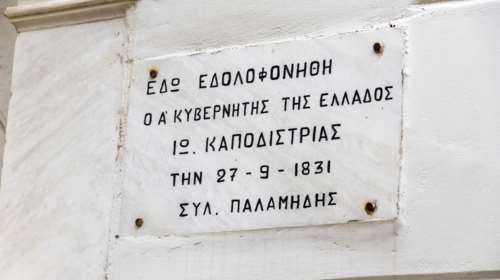 ΕΔΩ ΕΔΟΛΟΦΟΝΗΘΗ
Ο Α' ΚΥΒΕΡΝΗΤΗΣ ΤΗΣ ΕΛΛΑΔΟΣ
ΙΩ. ΚΑΠΟΔΙΣΤΡΙΑΣ
ΤΗΝ 27-9-1831
ΣΥΛ. ΠΑΛΑΜΗΔΗΣ